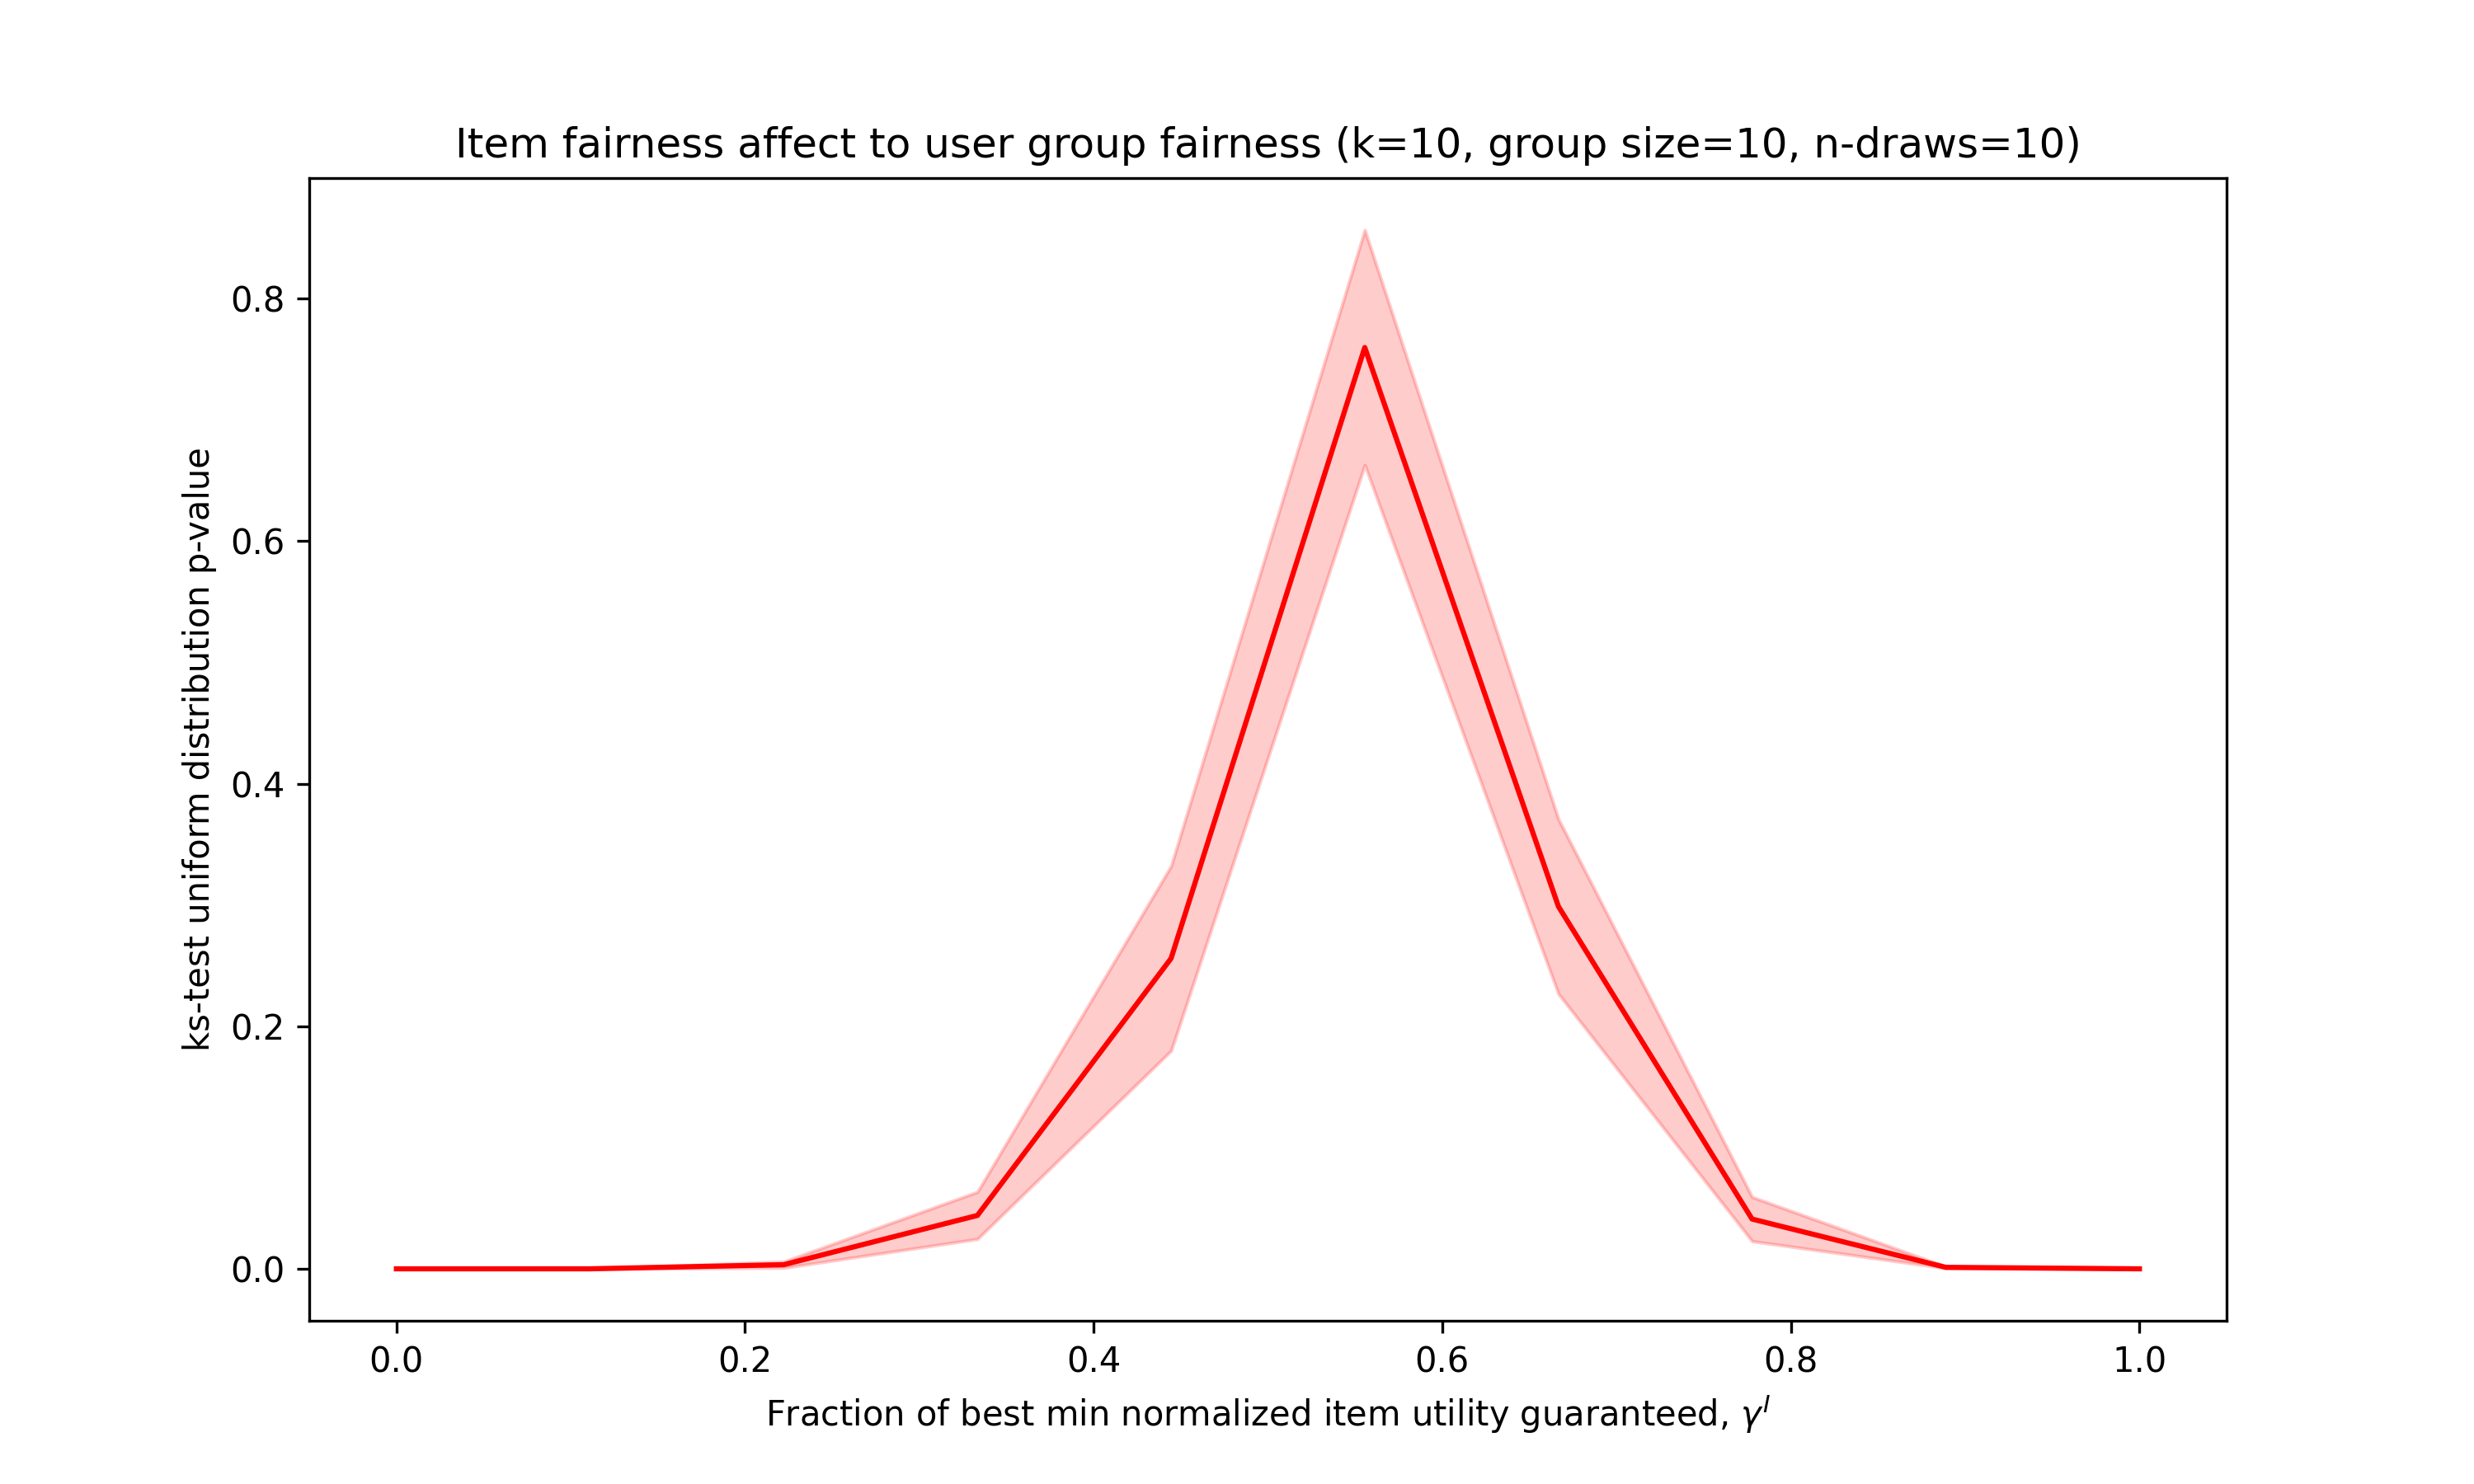 Item fairness affect to user group fairness (k=10, group size=10, n-draws=10)
ks-test uniform distribution p-value
0.8
0.6
0.4
0.2
0.0
0.0 0.2 0.4 0.6 0.8 1.0
Fraction of best min normalized item utility guaranteed, γᴵ